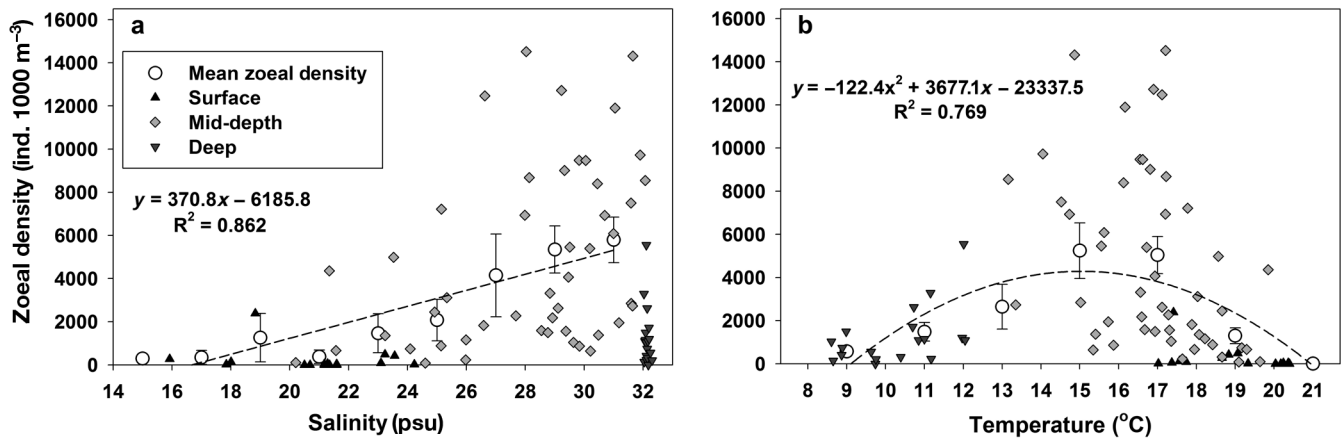 a
Zoeal density (ind. 1000 m⁻³)
16000
14000
12000
10000
8000
6000
4000
2000
0
Mean zoeal density
Surface
Mid-depth
Deep
y = 370.8x – 6185.8
R² = 0.862
14 16 18 20 22 24 26 28 30 32
Salinity (psu)
b
16000
14000
12000
10000
8000
6000
4000
2000
0
y = –122.4x² + 3677.1x – 23337.5
R² = 0.769
8 9 10 11 12 13 14 15 16 17 18 19 20 21
Temperature (°C)